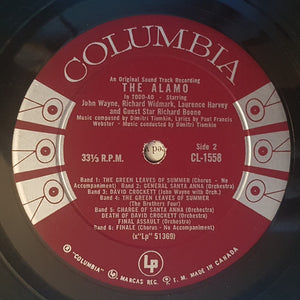 COLUMBIA
An Original Sound Track Recording
THE ALAMO
In TODD-AO - Starring
John Wayne, Richard Widmark, Laurence Harvey
and Guest Star Richard Boone
Music composed by Dimitri Tiomkin, Lyrics by Paul Francis
Webster - Music conducted by Dimitri Tiomkin
33⅓ R.P.M.
Side 2
CL-1558
Band 1: THE GREEN LEAVES OF SUMMER (Chorus - No
Accompaniment)
Band 2: GENERAL SANTA ANNA (Orchestra)
Band 3: DAVID CROCKETT (John Wayne with Orch.)
Band 4: THE GREEN LEAVES OF SUMMER
(The Brothers Four)
Band 5: CHARGE OF SANTA ANNA (Orchestra)
DEATH OF DAVID CROCKETT (Orchestra)
FINAL ASSAULT (Orchestra)
Band 6: FINALE (Chorus - No Accompaniment)
(x"Lp" 51369)
LP
® "COLUMBIA" MARCAS REG. T. M. MADE IN CANADA